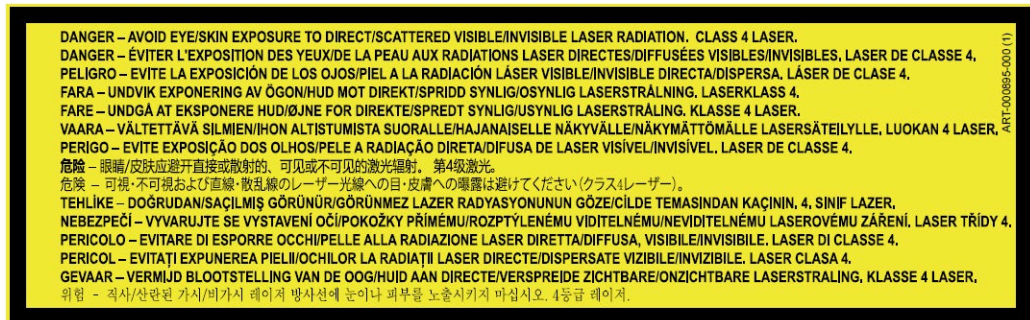 DANGER – AVOID EYE/SKIN EXPOSURE TO DIRECT/SCATTERED VISIBLE/INVISIBLE LASER RADIATION. CLASS 4 LASER.
DANGER – ÉVITER L'EXPOSITION DES YEUX/DE LA PEAU AUX RADIATIONS LASER DIRECTES/DIFFUSÉES VISIBLES/INVISIBLES. LASER DE CLASSE 4.
PELIGRO – EVITE LA EXPOSICIÓN DE LOS OJOS/PIEL A LA RADIACIÓN LÁSER VISIBLE/INVISIBLE DIRECTA/DISPERSA. LÁSER DE CLASE 4.
FARA – UNDVIK EXPONERING AV ÖGON/HUD MOT DIREKT/SPRIDD SYNLIG/OSYNLIG LASERSTRÅLNING. LASERKLASS 4.
FARE – UNDGÅ AT EKSPONERE HUD/ØJNE FOR DIREKTE/SPREDT SYNLIG/USYNLIG LASERSTRÅLING. KLASSE 4 LASER.
VAARA – VÄLTETTÄVÄ SILMIEN/IHON ALTISTUMISTA SUORALLE/HAJANAISELLE NÄKYVÄLLE/NÄKYMÄTTÖMÄLLE LASERSÄTEILYLLE. LUOKAN 4 LASER.
PERIGO – EVITE EXPOSIÇÃO DOS OLHOS/PELE A RADIAÇÃO DIRETA/DIFUSA DE LASER VISÍVEL/INVISÍVEL. LASER DE CLASSE 4.
危险 – 眼睛/皮肤应避开直接或散射的、可见或不可见的激光辐射。 第4级激光。
危険 – 可視・不可視および直線・散乱線のレーザー光線への目・皮膚への曝露は避けてください(クラス4レーザー)。
TEHLİKE – DOĞRUDAN/SAÇILMIŞ GÖRÜNÜR/GÖRÜNMEZ LAZER RADYASYONUNUN GÖZE/CİLDE TEMASINDAN KAÇININ. 4. SINIF LAZER.
NEBEZPEČÍ – VYVARUJTE SE VYSTAVENÍ OČÍ/POKOŽKY PŘÍMÉMU/ROZPTÝLENÉMU VIDITELNÉMU/NEVIDITELNÉMU LASEROVÉMU ZÁŘENÍ. LASER TŘÍDY 4.
PERICOLO – EVITARE DI ESPORRE OCCHI/PELLE ALLA RADIAZIONE LASER DIRETTA/DIFFUSA, VISIBILE/INVISIBILE. LASER DI CLASSE 4.
PERICOL – EVITAȚI EXPUNEREA PIELII/OCHILOR LA RADIAȚII LASER DIRECTE/DISPERSATE VIZIBILE/INVIZIBILE. LASER CLASA 4.
GEVAAR – VERMIJD BLOOTSTELLING VAN DE OOG/HUID AAN DIRECTE/VERSPREIDE ZICHTBARE/ONZICHTBARE LASERSTRALING. KLASSE 4 LASER.
위험 - 직사/산란된 가시/비가시 레이저 방사선에 눈이나 피부를 노출시키지 마십시오. 4등급 레이저.
ART-000895-000 (1)